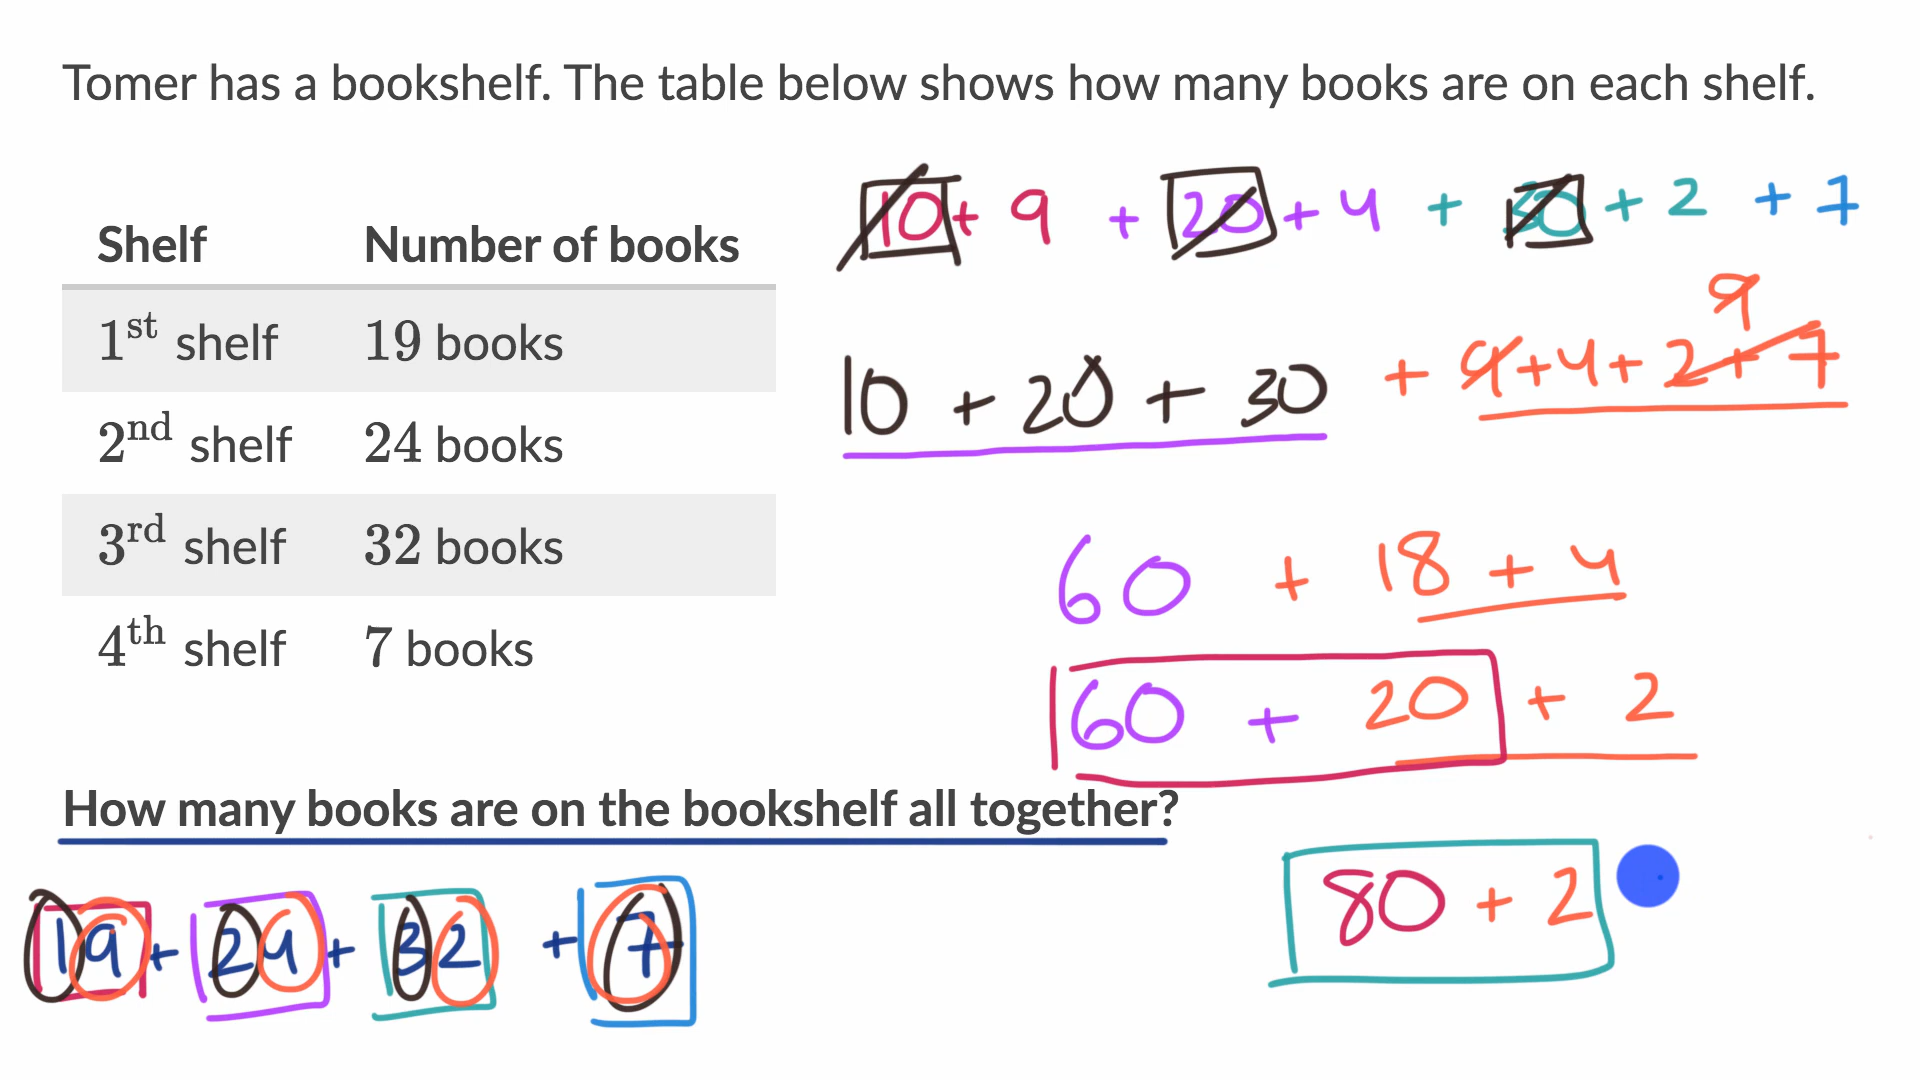 Tomer has a bookshelf. The table below shows how many books are on each shelf.
10 + 9 + 20 + 4 + 30 + 2 + 7
Shelf Number of books
1st shelf 19 books
2nd shelf 24 books
3rd shelf 32 books
4th shelf 7 books
9
10 + 20 + 30 + 9 + 4 + 2 + 7
60 + 18 + 4
60 + 20 + 2
How many books are on the bookshelf all together?
80 + 2
19 + 24 + 32 + 7